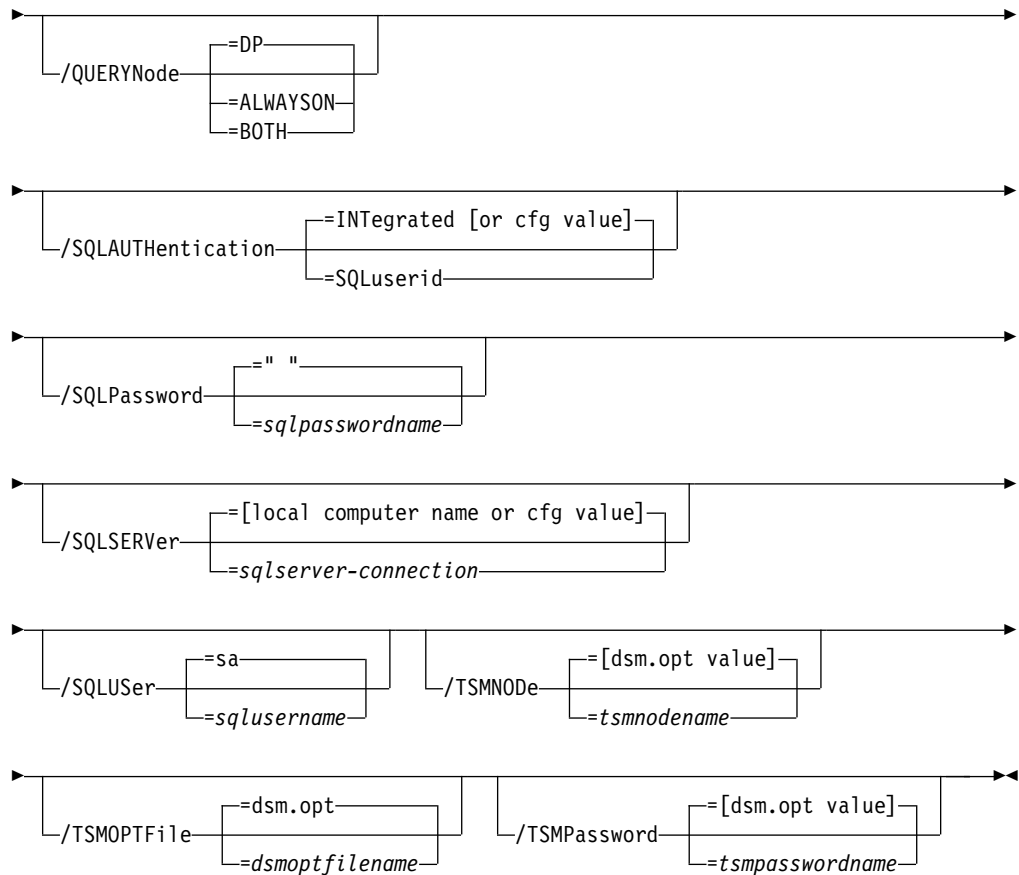 =DP
/QUERYNode
=ALWAYSON
=BOTH
=INTegrated [or cfg value]
/SQLAUTHentication
=SQLuserid
=" "
/SQLPassword
=sqlpasswordname
=[local computer name or cfg value]
/SQLSERVer
=sqlserver-connection
=sa =[dsm.opt value]
/SQLUSer /TSMNODe
=sqlusername =tsmnodename
=dsm.opt =[dsm.opt value]
/TSMOPTFile /TSMPassword
=dsmoptfilename =tsmpasswordname